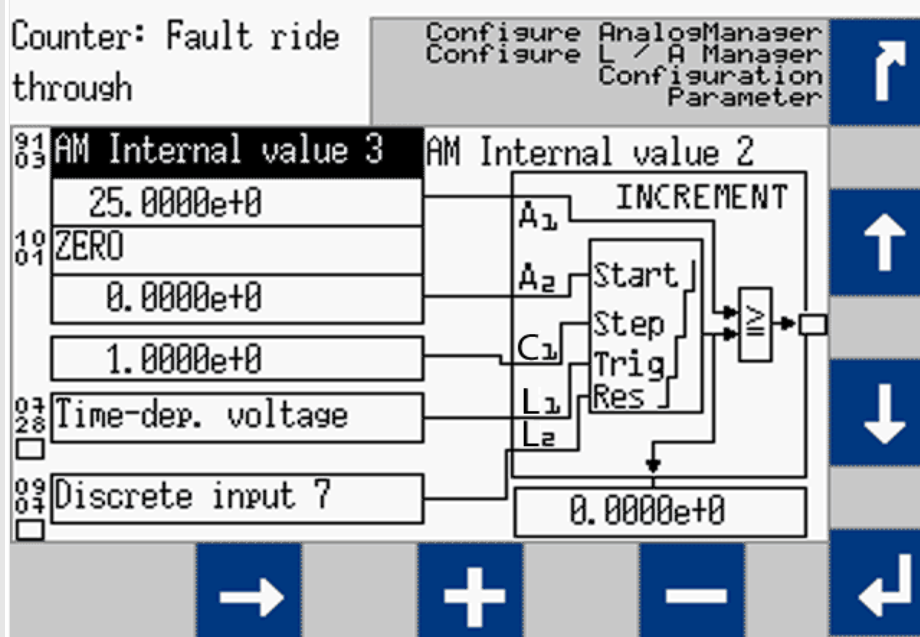 Counter: Fault ride
through
Configure AnalogManager
Configure L / A Manager
Configuration
Parameter
91
03
AM Internal value 3
AM Internal value 2
25.0000e+0
INCREMENT
A1
10
01
ZERO
0.0000e+0
A2
Start
Step
≧
1.0000e+0
C1
Trig
07
28
Time-dep. voltage
L1
Res
L2
09
07
Discrete input 7
0.0000e+0